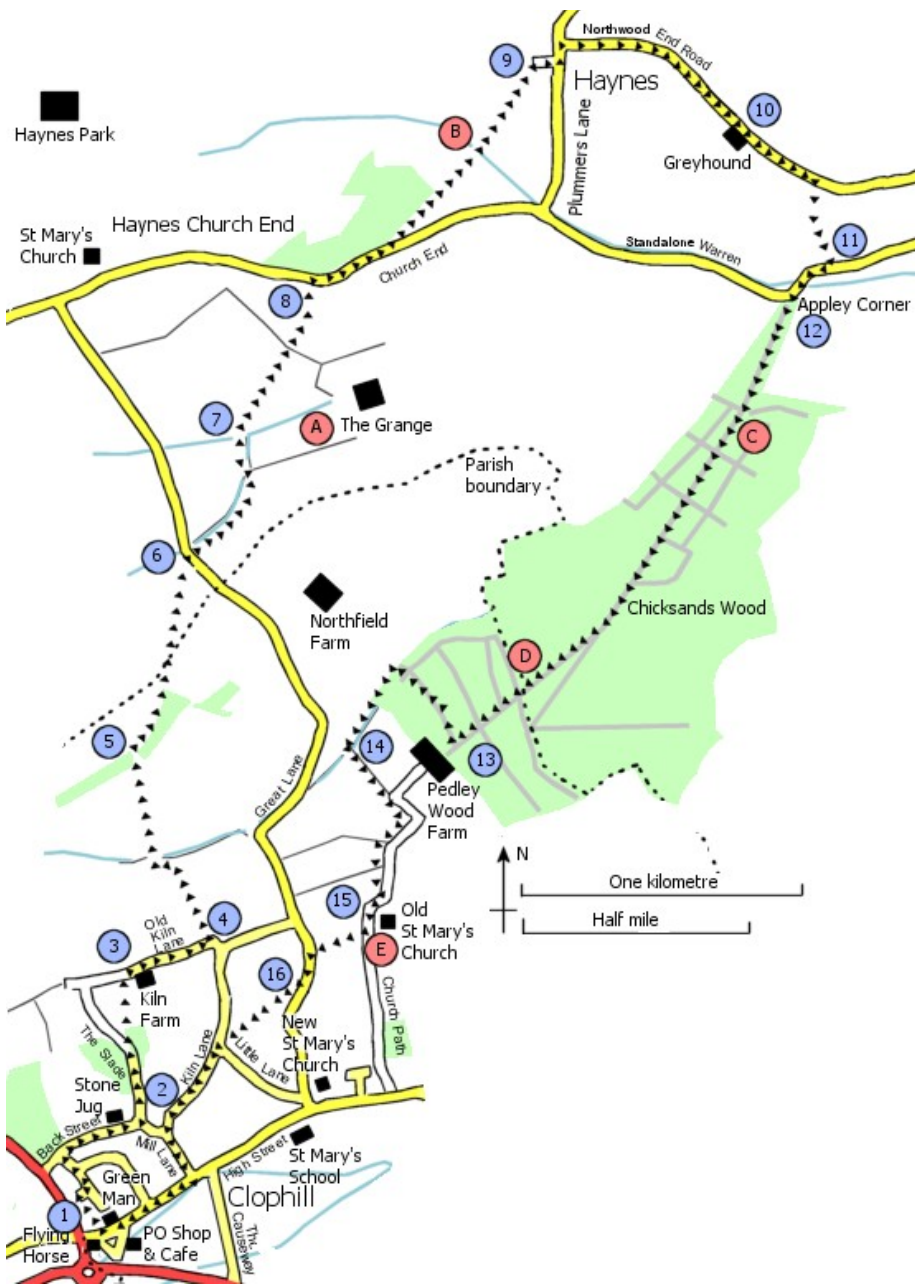 9
Northwood End Road
Haynes
Haynes Park
B
10
Plummers Lane
Greyhound
Haynes Church End
St Mary's
Church
Church End
Standalone Warren
11
8
Appley Corner
12
7
A
The Grange
C
Parish
boundary
6
Northfield
Farm
Chicksands Wood
D
5
14
13
Great Lane
Pedley
Wood
Farm
N
One kilometre
Half mile
15
4
Old
St Mary's
Church
3
Old
Kiln
Lane
E
16
Kiln
Farm
Church Path
New
St Mary's
Church
The Slade
Kiln Lane
Little Lane
2
Stone
Jug
Back Street
Mill Lane
High Street
St Mary's
School
Green
Man
Clophill
1
Flying
Horse
PO Shop
& Cafe
The
Causeway